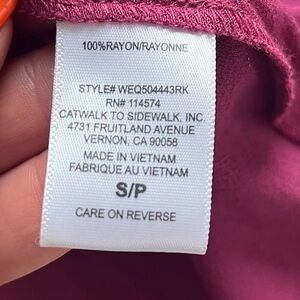 100%RAYON/RAYONNE
STYLE# WEQ504443RK
RN# 114574
CATWALK TO SIDEWALK, INC.
4731 FRUITLAND AVENUE
VERNON, CA 90058
MADE IN VIETNAM
FABRIQUE AU VIETNAM
S/P
CARE ON REVERSE